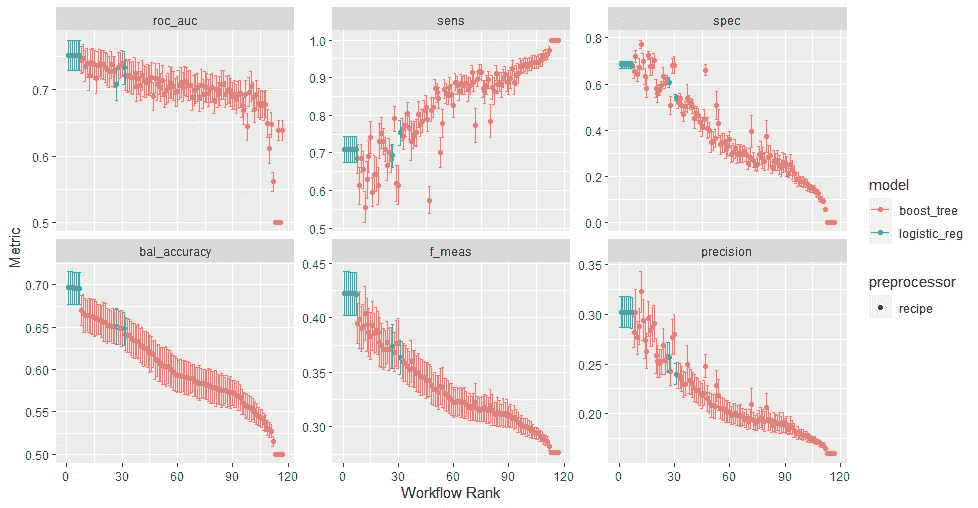 roc_auc
sens
spec
0.7
0.6
0.5
1.0
0.9
0.8
0.7
0.6
0.5
0.8
0.6
0.4
0.2
0.0
Metric
bal_accuracy
f_meas
precision
0.70
0.65
0.60
0.55
0.50
0.45
0.40
0.35
0.30
0.35
0.30
0.25
0.20
0 30 60 90 120
0 30 60 90 120
0 30 60 90 120
Workflow Rank
model
boost_tree
logistic_reg
preprocessor
recipe